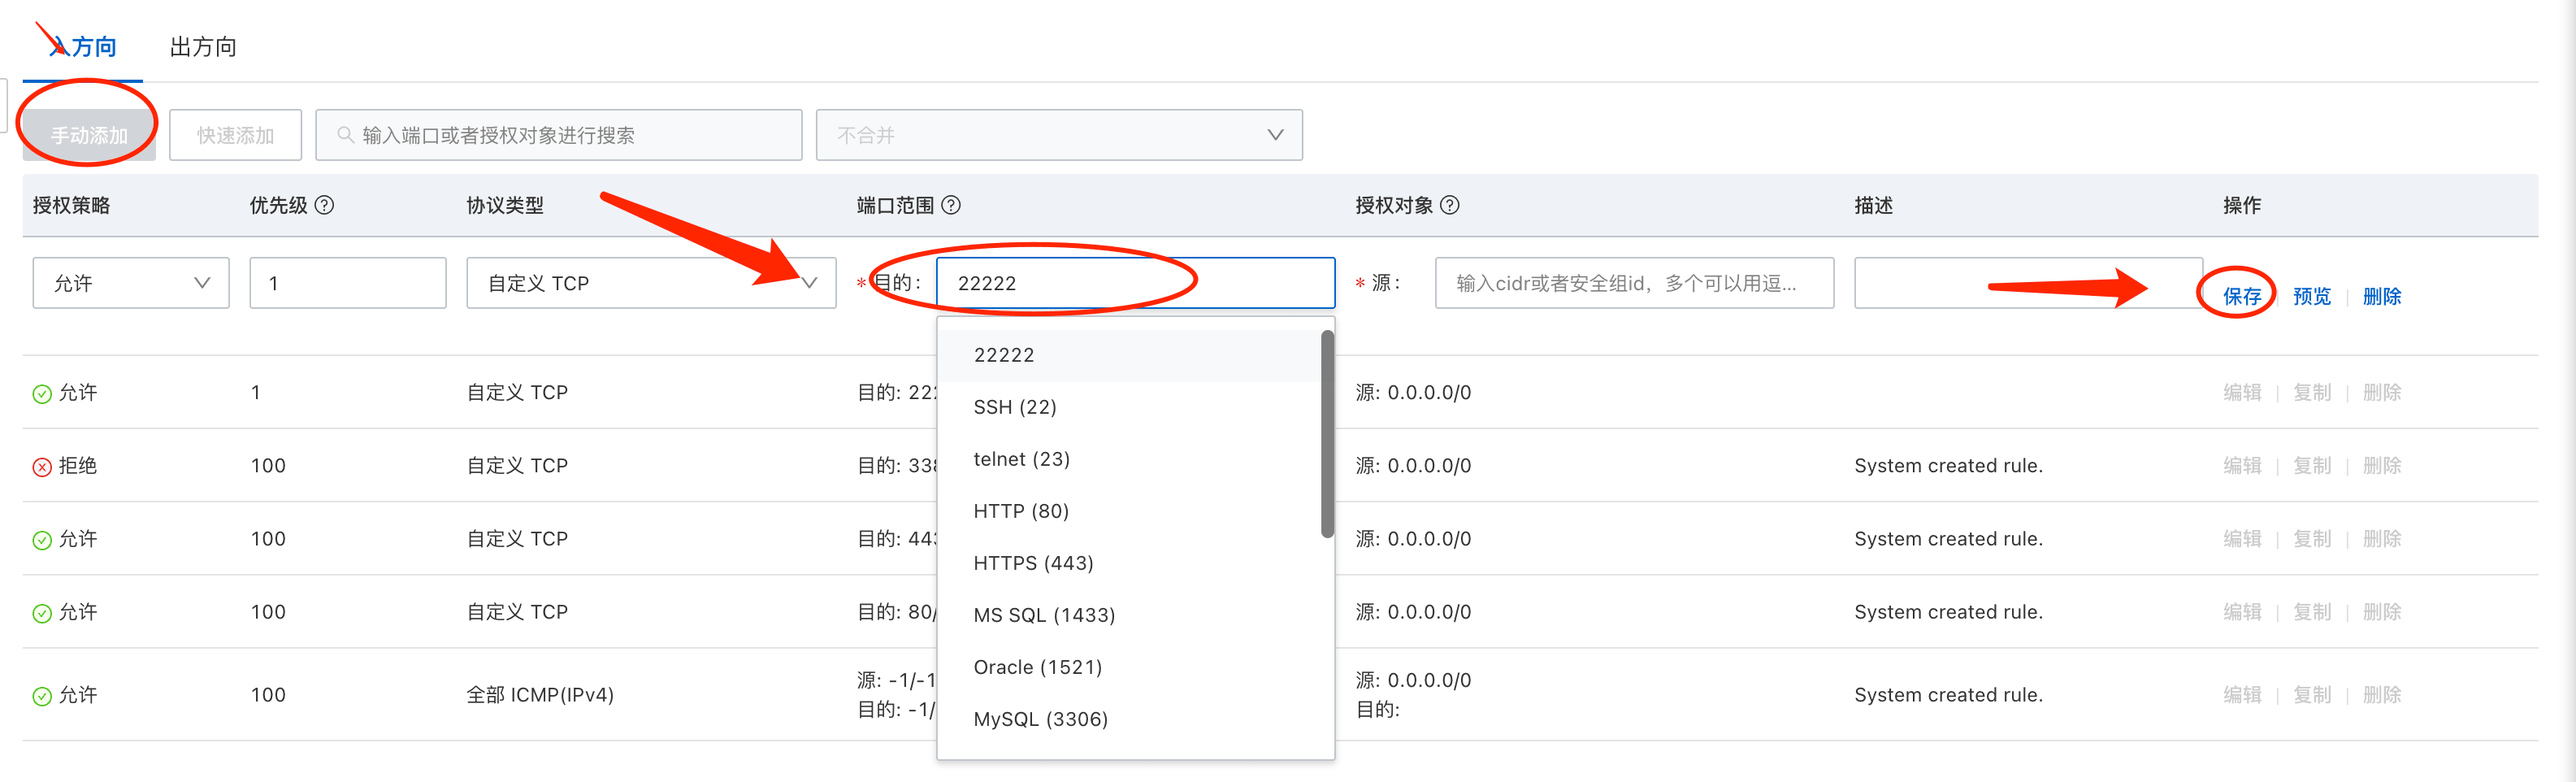 入方向 出方向
手动添加 快速添加 输入端口或者授权对象进行搜索 不合并
授权策略 优先级 ? 协议类型 端口范围 ? 授权对象 ? 描述 操作
允许 1 自定义 TCP * 目的: 22222 * 源: 输入cidr或者安全组id, 多个可以用逗... 保存 预览 删除
22222
SSH (22)
telnet (23)
HTTP (80)
HTTPS (443)
MS SQL (1433)
Oracle (1521)
MySQL (3306)
允许 1 自定义 TCP 目的: 222 源: 0.0.0.0/0 编辑 复制 删除
拒绝 100 自定义 TCP 目的: 338 源: 0.0.0.0/0 System created rule. 编辑 复制 删除
允许 100 自定义 TCP 目的: 443 源: 0.0.0.0/0 System created rule. 编辑 复制 删除
允许 100 自定义 TCP 目的: 80/ 源: 0.0.0.0/0 System created rule. 编辑 复制 删除
允许 100 全部 ICMP(IPv4) 源: -1/-1 源: 0.0.0.0/0 System created rule. 编辑 复制 删除
目的: -1/ 目的: